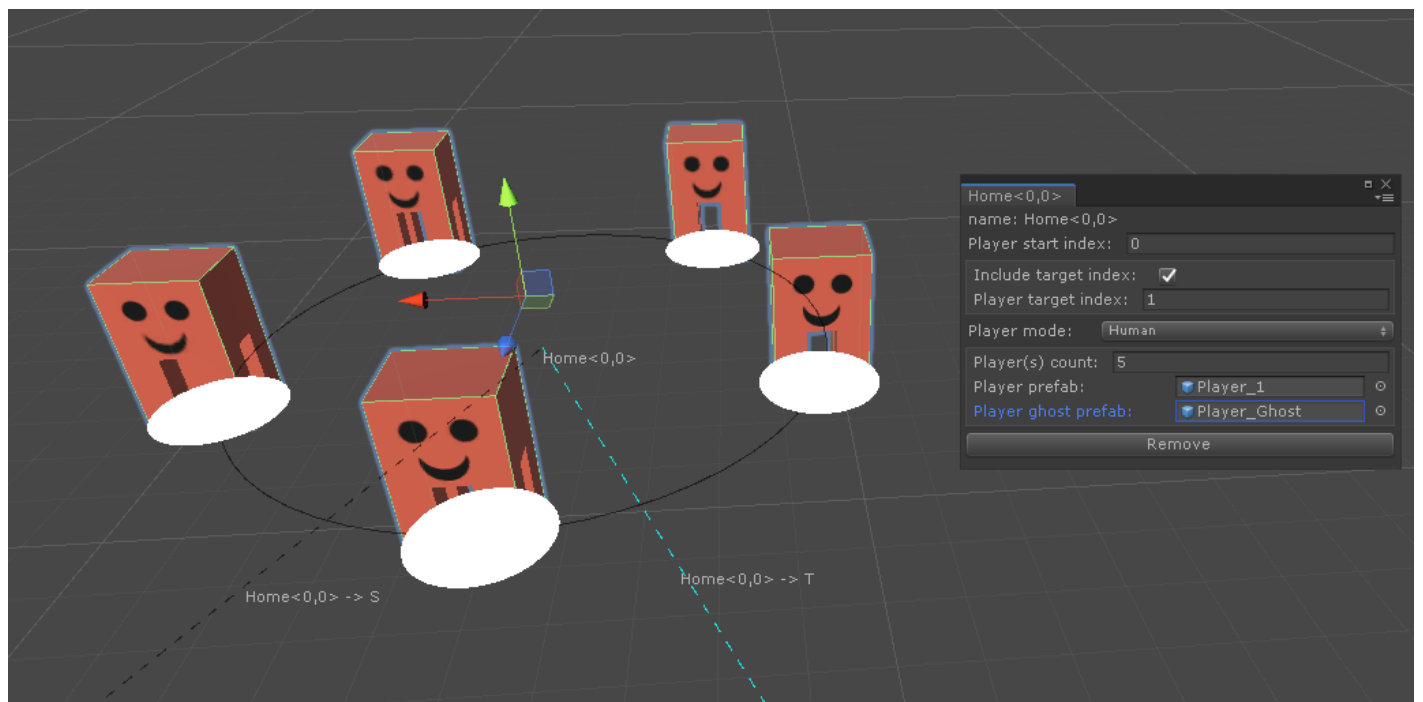 Home<0,0>
name: Home<0,0>
Player start index: 0
Include target index:
Player target index: 1
Player mode: Human
Player(s) count: 5
Player prefab: Player_1
Player ghost prefab: Player_Ghost
Remove
Home<0,0>
Home<0,0> -> T
Home<0,0> -> S